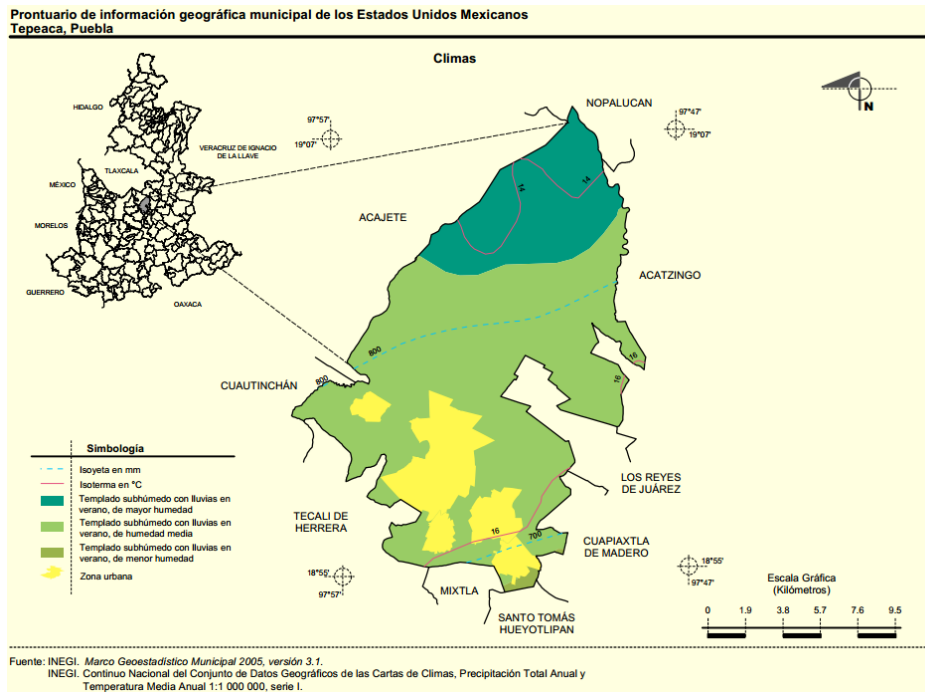 Prontuario de información geográfica municipal de los Estados Unidos Mexicanos
Tepeaca, Puebla
Climas
N
HIDALGO
VERACRUZ DE IGNACIO
DE LA LLAVE
TLAXCALA
MÉXICO
MORELOS
GUERRERO
OAXACA
97°57'
19°07'
NOPALUCAN
97°47'
19°07'
14
14
ACAJETE
ACATZINGO
800
800
16
16
CUAUTINCHÁN
LOS REYES
DE JUÁREZ
TECALI DE
HERRERA
16
700
CUAPIAXTLA
DE MADERO
18°55'
97°57'
MIXTLA
SANTO TOMÁS
HUEYOTLIPAN
18°55'
97°47'
Simbología
Isoyeta en mm
Isoterma en °C
Templado subhúmedo con lluvias en
verano, de mayor humedad
Templado subhúmedo con lluvias en
verano, de humedad media
Templado subhúmedo con lluvias en
verano, de menor humedad
Zona urbana
Escala Gráfica
(Kilómetros)
0 1.9 3.8 5.7 7.6 9.5
Fuente: INEGI. Marco Geoestadístico Municipal 2005, versión 3.1.
INEGI. Continuo Nacional del Conjunto de Datos Geográficos de las Cartas de Climas, Precipitación Total Anual y
Temperatura Media Anual 1:1 000 000, serie I.